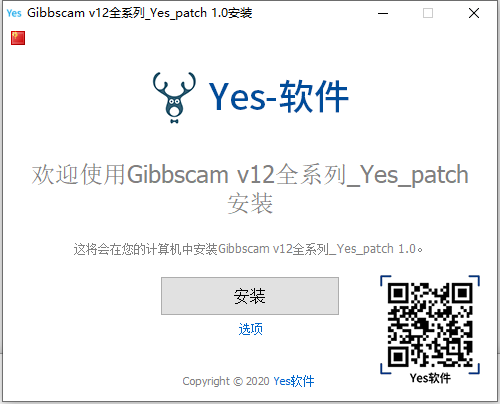 Yes Gibbscam v12全系列_Yes_patch 1.0安装
Yes-软件
欢迎使用Gibbscam v12全系列_Yes_patch
安装
这将会在您的计算机中安装Gibbscam v12全系列_Yes_patch 1.0。
安装
选项
Yes软件
Copyright © 2020 Yes软件